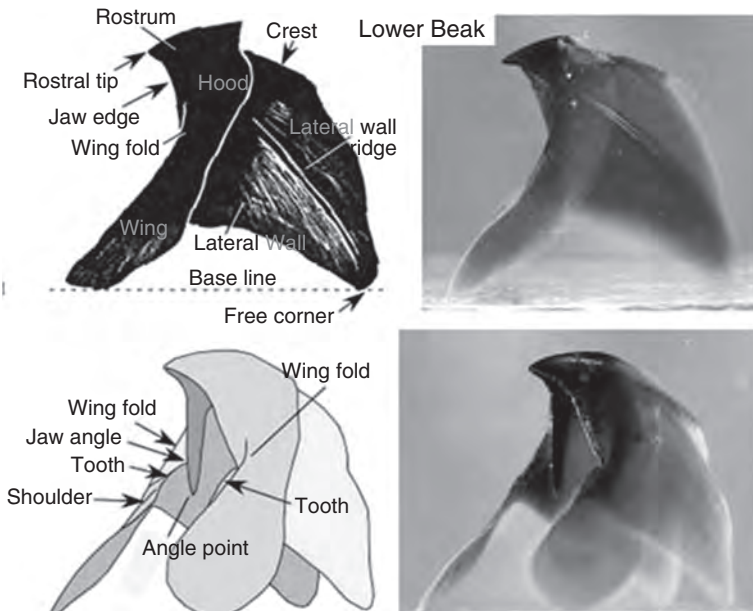 Rostrum
Crest
Lower Beak
Rostral tip
Hood
Jaw edge
Lateral wall
ridge
Wing fold
Wing
Lateral Wall
Base line
Free corner
Wing fold
Wing fold
Jaw angle
Tooth
Shoulder
Tooth
Angle point